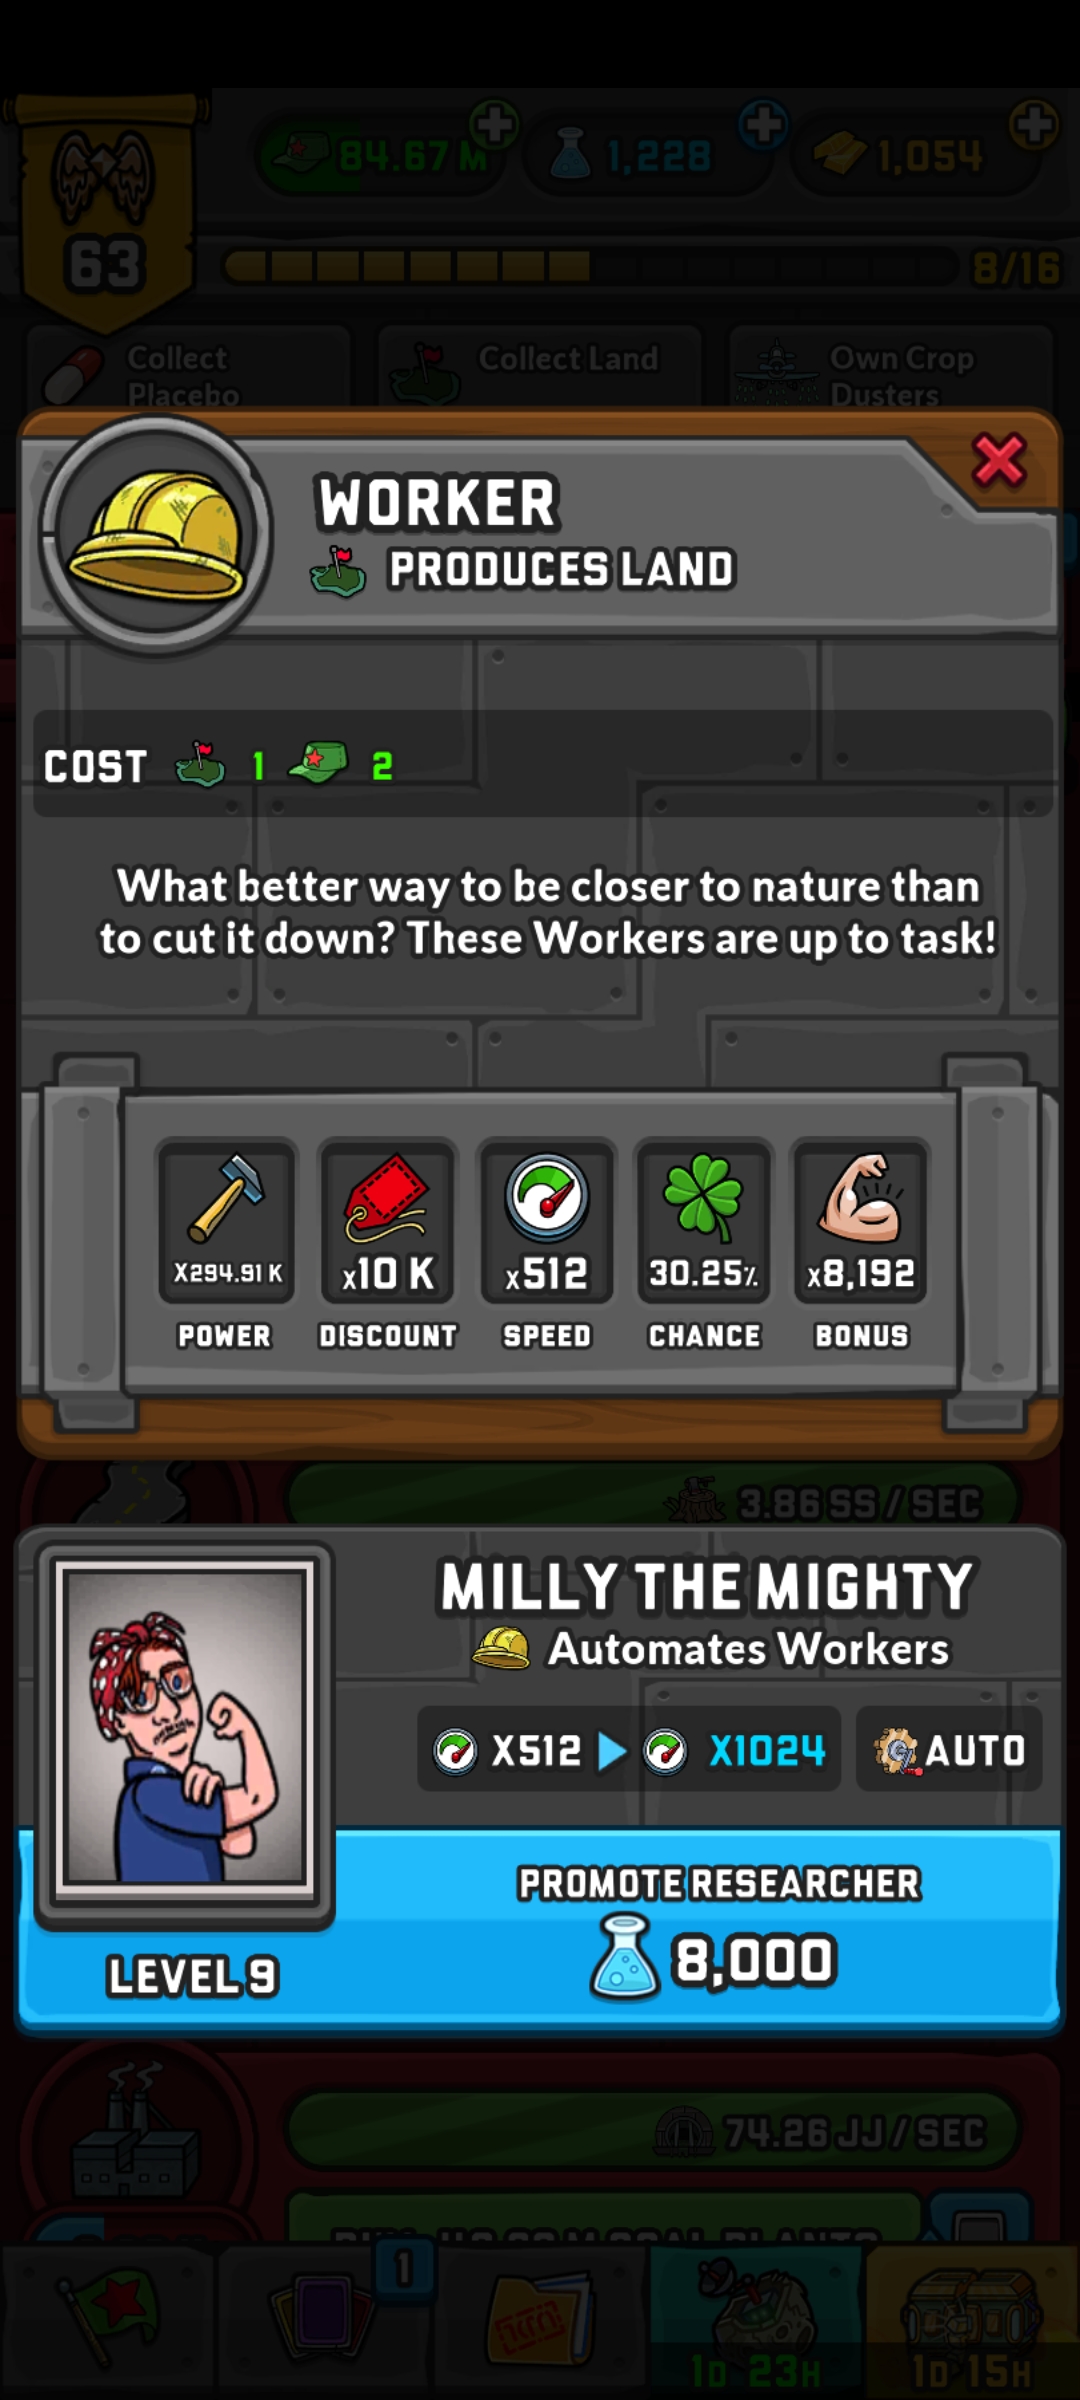 84.67 M
1,228
1,054
63
8/16
Collect Placebo
Collect Land
Own Crop Dusters
WORKER
PRODUCES LAND
COST 1 2
What better way to be closer to nature than
to cut it down? These Workers are up to task!
X294.91 K
x10 K
x512
30.25%
x8,192
POWER
DISCOUNT
SPEED
CHANCE
BONUS
3.86 SS / SEC
MILLY THE MIGHTY
Automates Workers
X512 X1024 AUTO
PROMOTE RESEARCHER
8,000
LEVEL 9
74.26 JJ / SEC
1
1D 23H
1D 15H